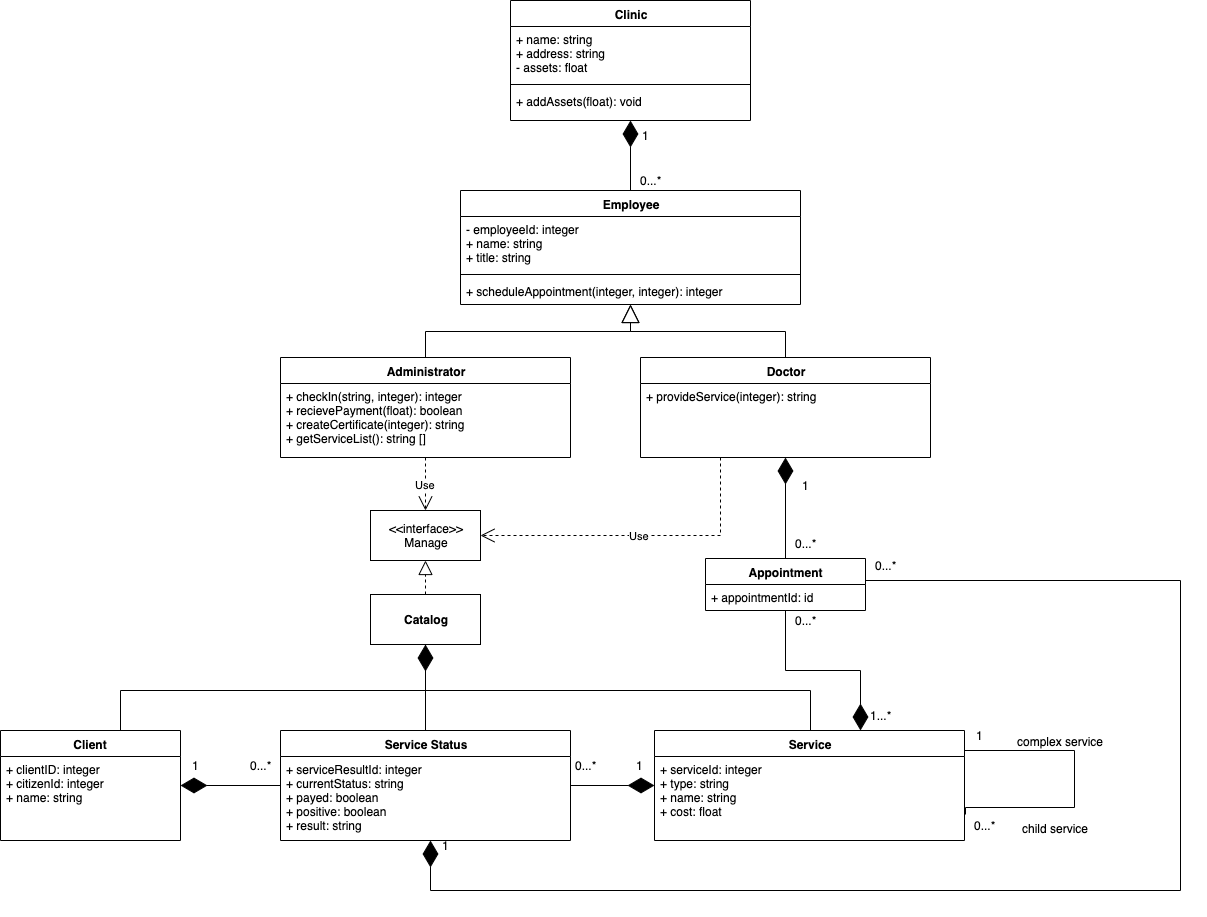 Clinic
+ name: string
+ address: string
- assets: float
+ addAssets(float): void
1
0...*
Employee
- employeeId: integer
+ name: string
+ title: string
+ scheduleAppointment(integer, integer): integer
Administrator
+ checkIn(string, integer): integer
+ recievePayment(float): boolean
+ createCertificate(integer): string
+ getServiceList(): string []
Doctor
+ provideService(integer): string
Use
1
<<interface>>
Manage
Use
0...*
0...*
Appointment
+ appointmentId: id
0...*
Catalog
1...*
Client
+ clientID: integer
+ citizenId: integer
+ name: string
1
0...*
Service Status
+ serviceResultId: integer
+ currentStatus: string
+ payed: boolean
+ positive: boolean
+ result: string
0...*
1
Service
+ serviceId: integer
+ type: string
+ name: string
+ cost: float
1
complex service
0...*
child service
1